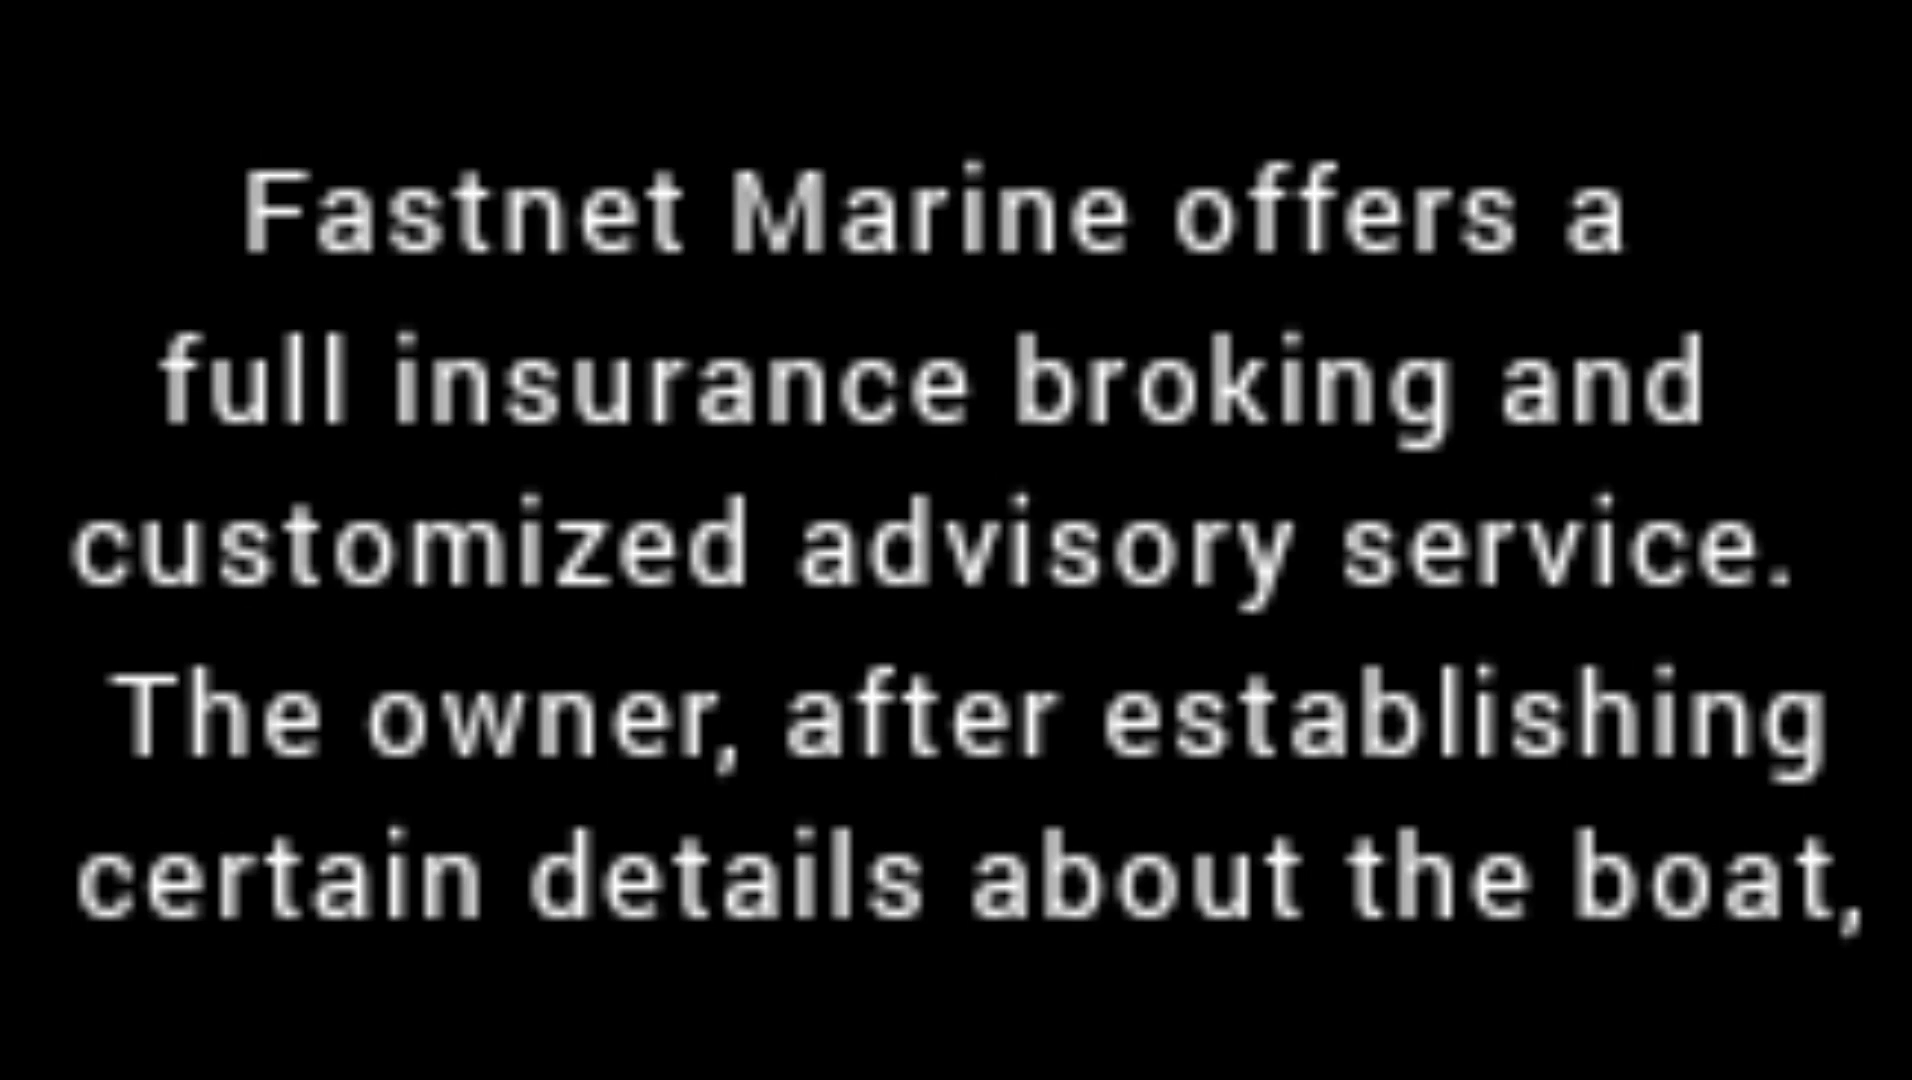 Fastnet Marine offers a
full insurance broking and
customized advisory service.
The owner, after establishing
certain details about the boat,